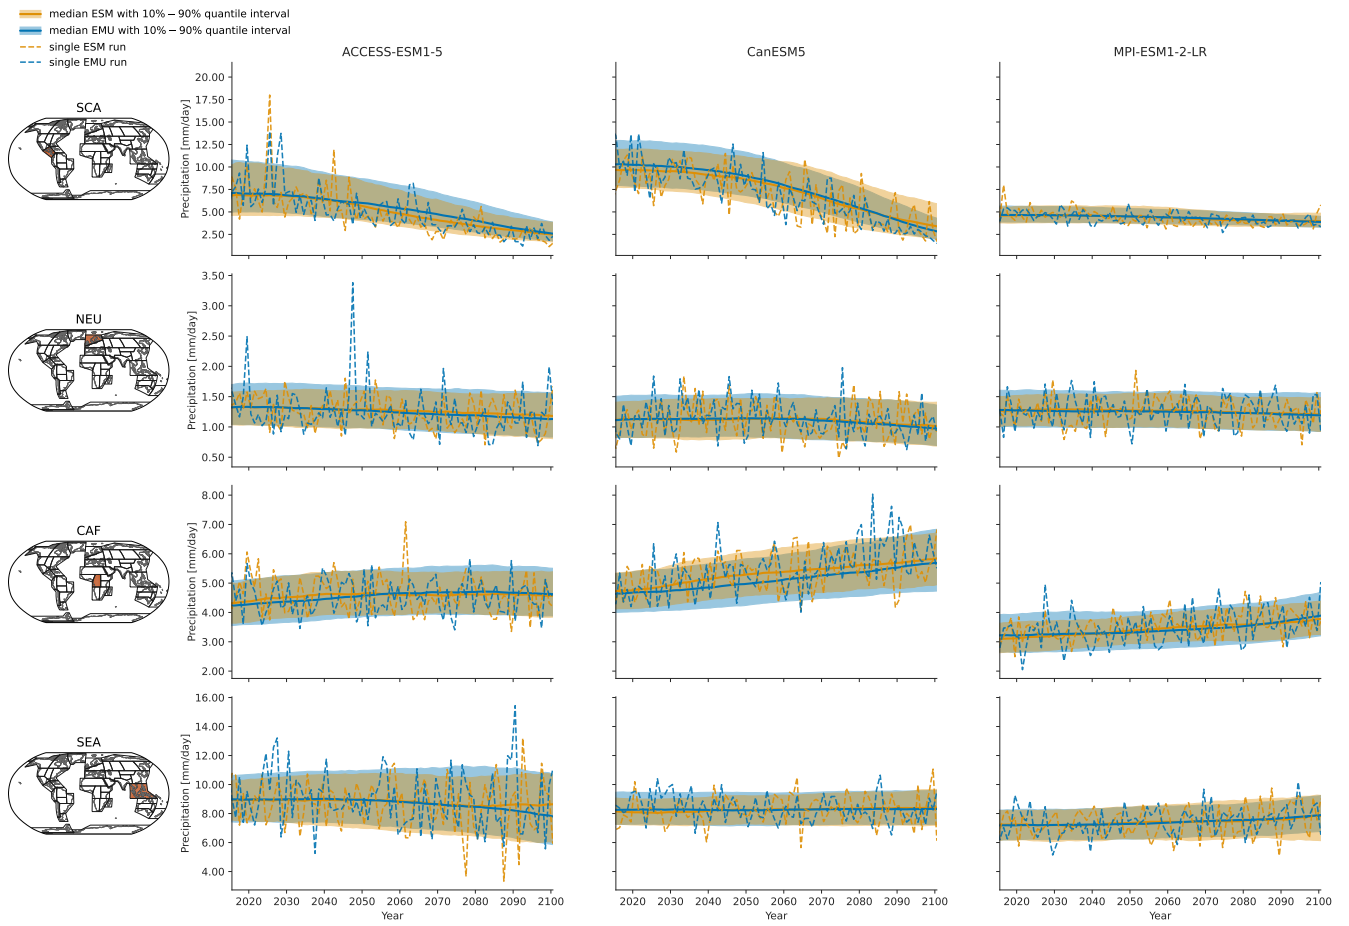 median ESM with 10% − 90% quantile interval
median EMU with 10% − 90% quantile interval
single ESM run
single EMU run
ACCESS-ESM1-5
CanESM5
MPI-ESM1-2-LR
SCA
Precipitation [mm/day]
20.00
17.50
15.00
12.50
10.00
7.50
5.00
2.50
NEU
Precipitation [mm/day]
3.50
3.00
2.50
2.00
1.50
1.00
0.50
CAF
Precipitation [mm/day]
8.00
7.00
6.00
5.00
4.00
3.00
2.00
SEA
Precipitation [mm/day]
16.00
14.00
12.00
10.00
8.00
6.00
4.00
2020 2030 2040 2050 2060 2070 2080 2090 2100
2020 2030 2040 2050 2060 2070 2080 2090 2100
2020 2030 2040 2050 2060 2070 2080 2090 2100
Year
Year
Year